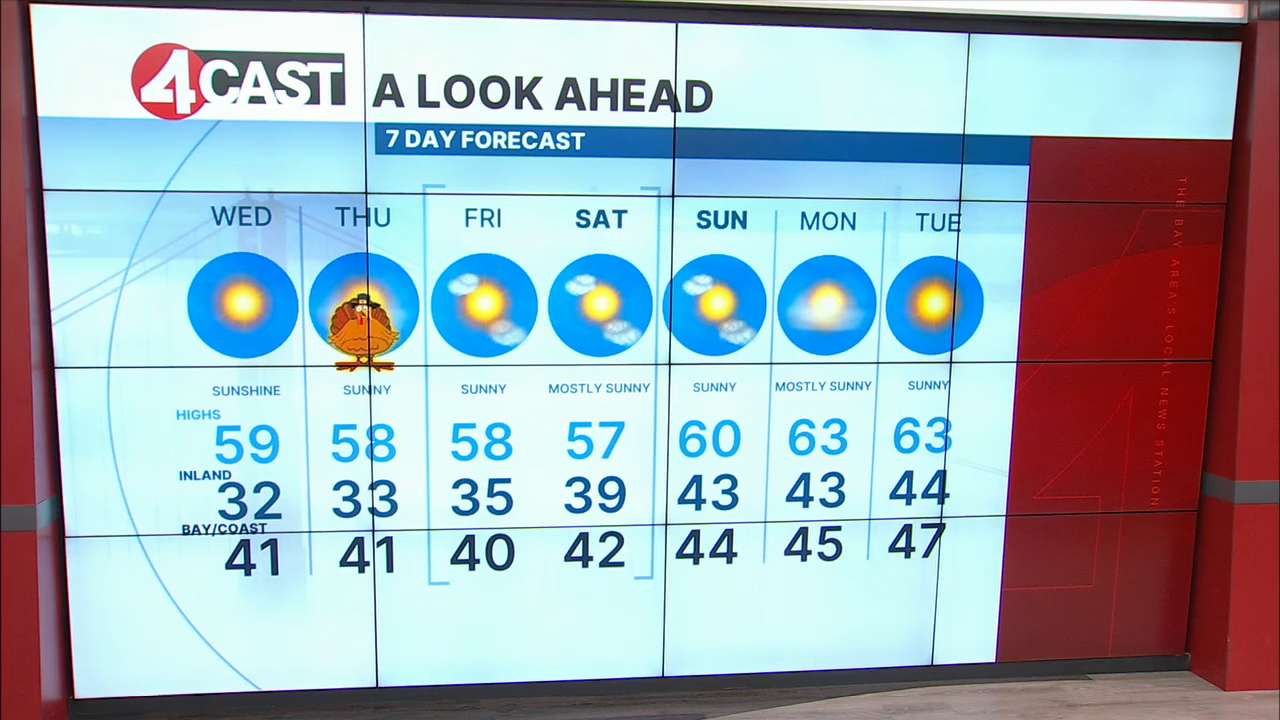 4CAST
A LOOK AHEAD
7 DAY FORECAST
WED THU FRI SAT SUN MON TUE
SUNSHINE SUNNY SUNNY MOSTLY SUNNY SUNNY MOSTLY SUNNY SUNNY
HIGHS
59 58 58 57 60 63 63
INLAND
32 33 35 39 43 43 44
BAY/COAST
41 41 40 42 44 45 47
THE BAY AREA'S LOCAL NEWS STATION
4